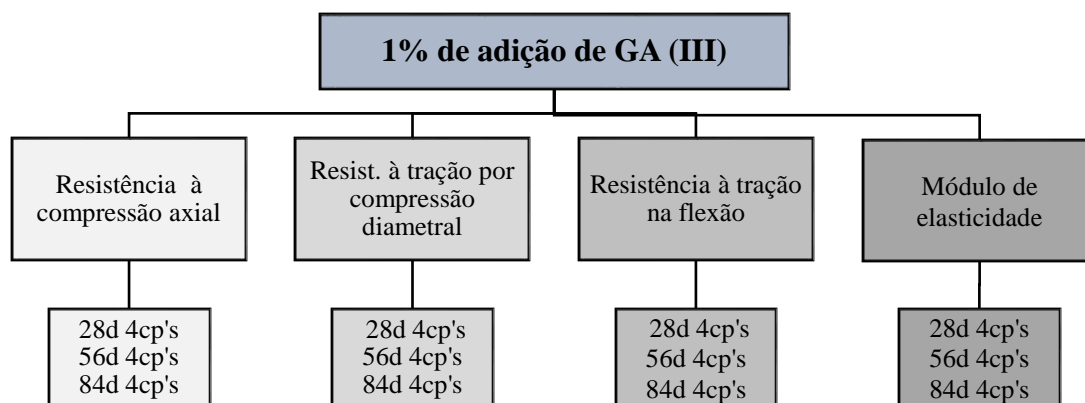 1% de adição de GA (III)
Resistência à
compressão axial
Resist. à tração por
compressão
diametral
Resistência à tração
na flexão
Módulo de
elasticidade
28d 4cp's
56d 4cp's
84d 4cp's
28d 4cp's
56d 4cp's
84d 4cp's
28d 4cp's
56d 4cp's
84d 4cp's
28d 4cp's
56d 4cp's
84d 4cp's